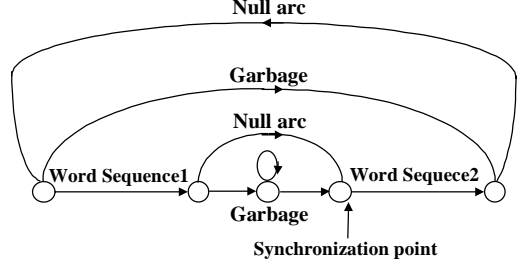 Null arc
Garbage
Null arc
Word Sequence1
Word Sequece2
Garbage
Synchronization point